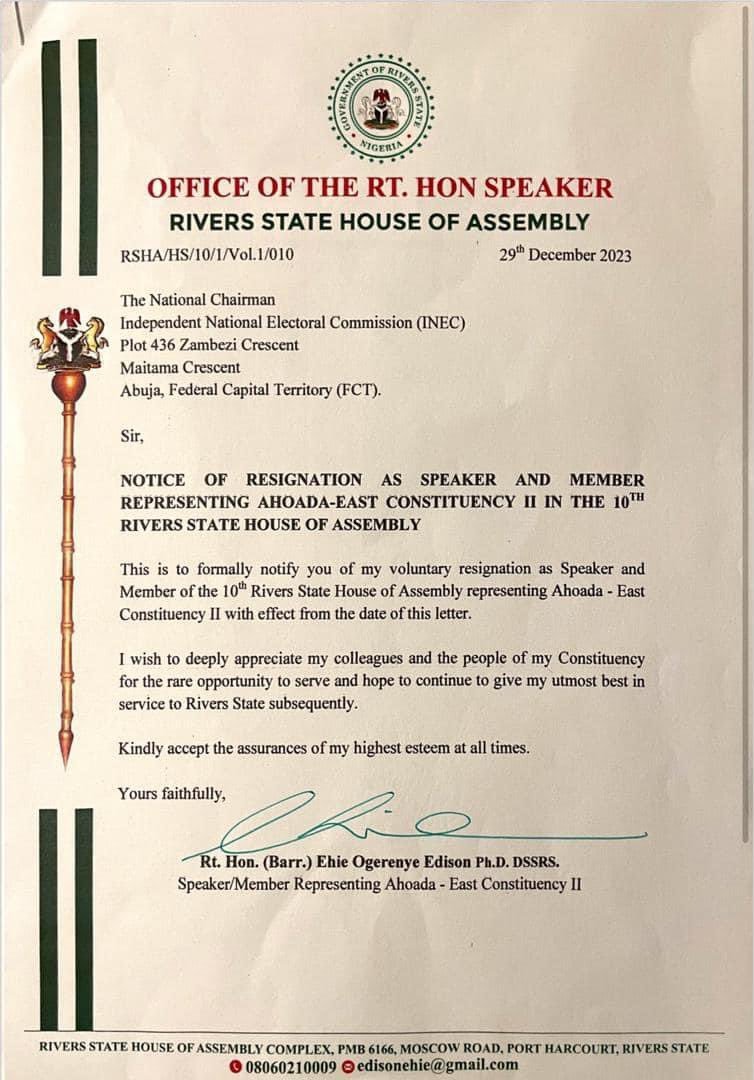 GOVERNMENT OF RIVERS STATE
NIGERIA
OFFICE OF THE RT. HON SPEAKER
RIVERS STATE HOUSE OF ASSEMBLY
RSHA/HS/10/1/Vol.1/010 29th December 2023
The National Chairman
Independent National Electoral Commission (INEC)
Plot 436 Zambezi Crescent
Maitama Crescent
Abuja, Federal Capital Territory (FCT).
Sir,
NOTICE OF RESIGNATION AS SPEAKER AND MEMBER
REPRESENTING AHOADA-EAST CONSTITUENCY II IN THE 10TH
RIVERS STATE HOUSE OF ASSEMBLY
This is to formally notify you of my voluntary resignation as Speaker and
Member of the 10th Rivers State House of Assembly representing Ahoada - East
Constituency II with effect from the date of this letter.
I wish to deeply appreciate my colleagues and the people of my Constituency
for the rare opportunity to serve and hope to continue to give my utmost best in
service to Rivers State subsequently.
Kindly accept the assurances of my highest esteem at all times.
Yours faithfully,
Rt. Hon. (Barr.) Ehie Ogerenye Edison Ph.D. DSSRS.
Speaker/Member Representing Ahoada - East Constituency II
RIVERS STATE HOUSE OF ASSEMBLY COMPLEX, PMB 6166, MOSCOW ROAD, PORT HARCOURT, RIVERS STATE
08060210009 edisonehie@gmail.com